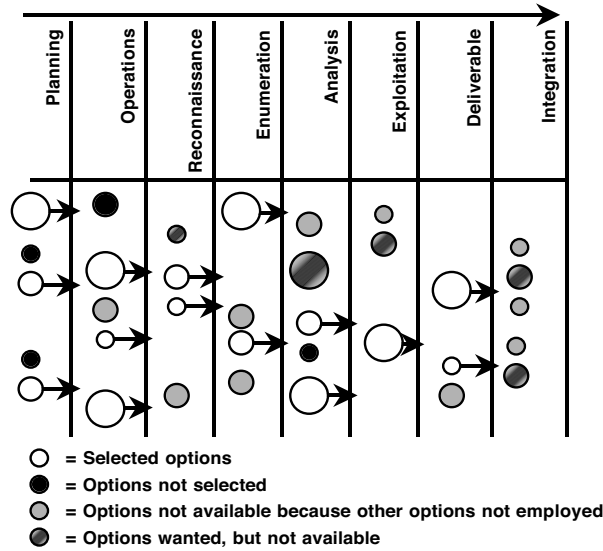 Planning
Operations
Reconnaissance
Enumeration
Analysis
Exploitation
Deliverable
Integration
= Selected options
= Options not selected
= Options not available because other options not employed
= Options wanted, but not available